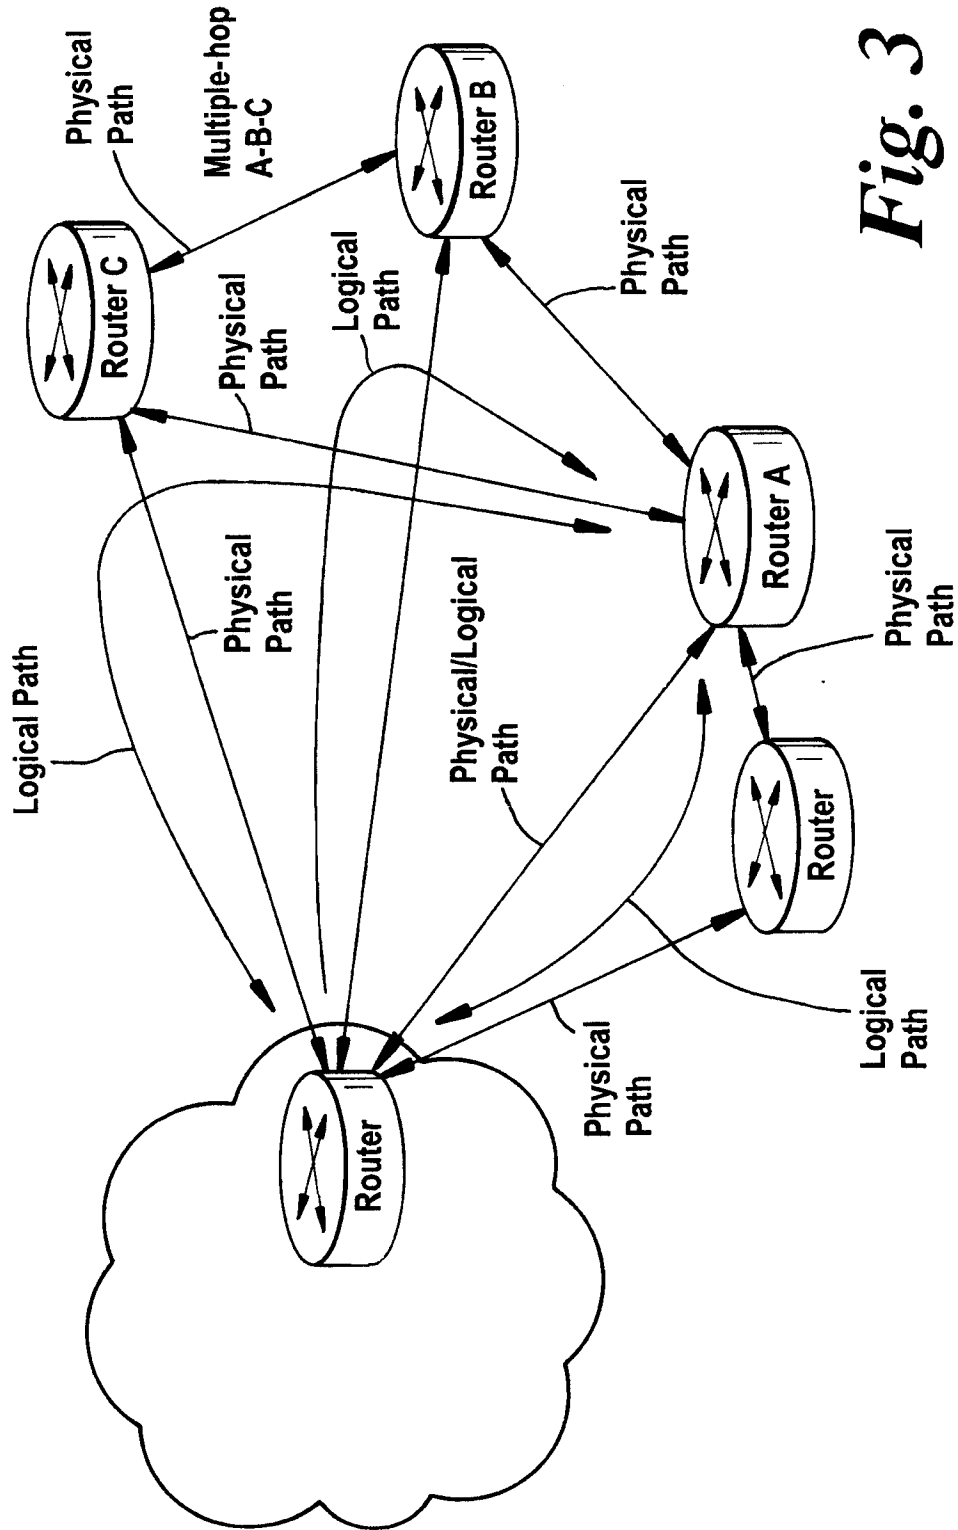 Logical Path
Physical
Path
Router C
Physical
Path
Physical
Path
Multiple-hop
A-B-C
Logical
Path
Router B
Router
Physical/Logical
Path
Physical
Path
Physical
Path
Router A
Logical
Path
Router
Physical
Path
Fig. 3